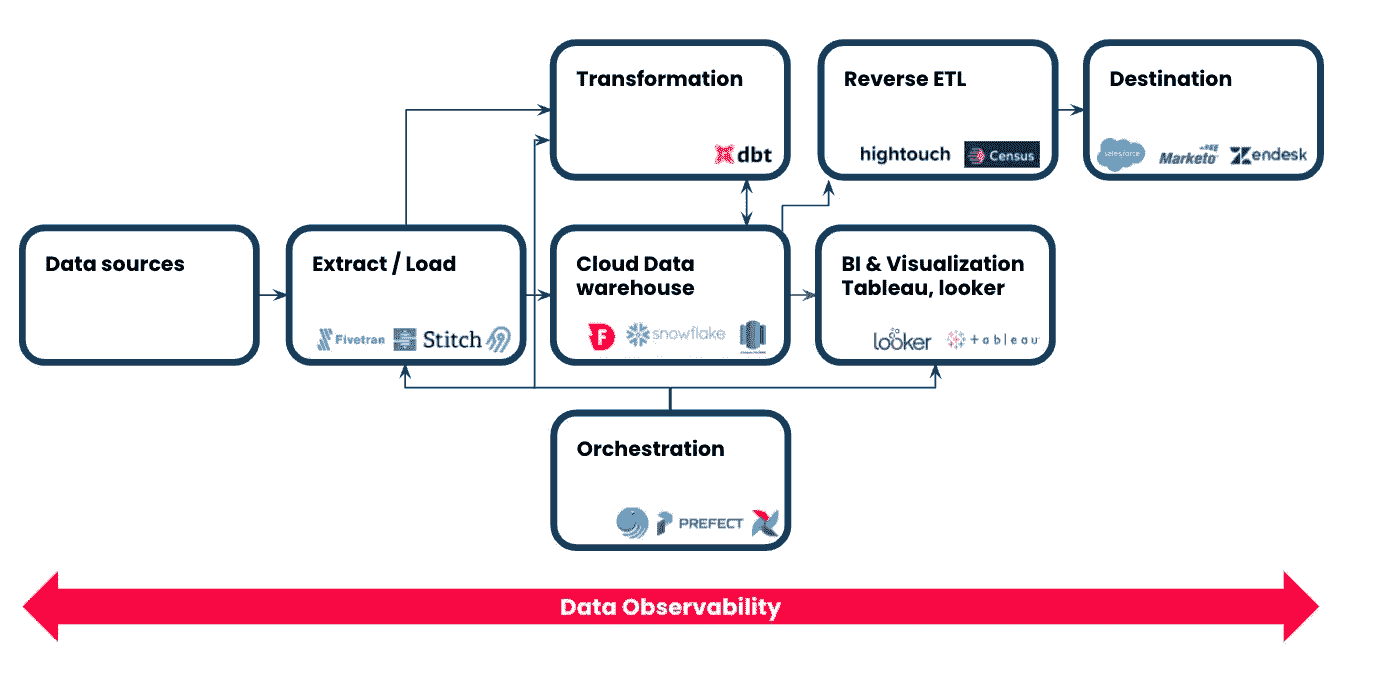 Transformation
dbt
Reverse ETL
hightouch
Census
Destination
salesforce
Marketo
Zendesk
Data sources
Extract / Load
Fivetran
Stitch
Cloud Data
warehouse
F
snowflake
BI & Visualization
Tableau, looker
looker
+ a b l e a u
Orchestration
PREFECT
Data Observability